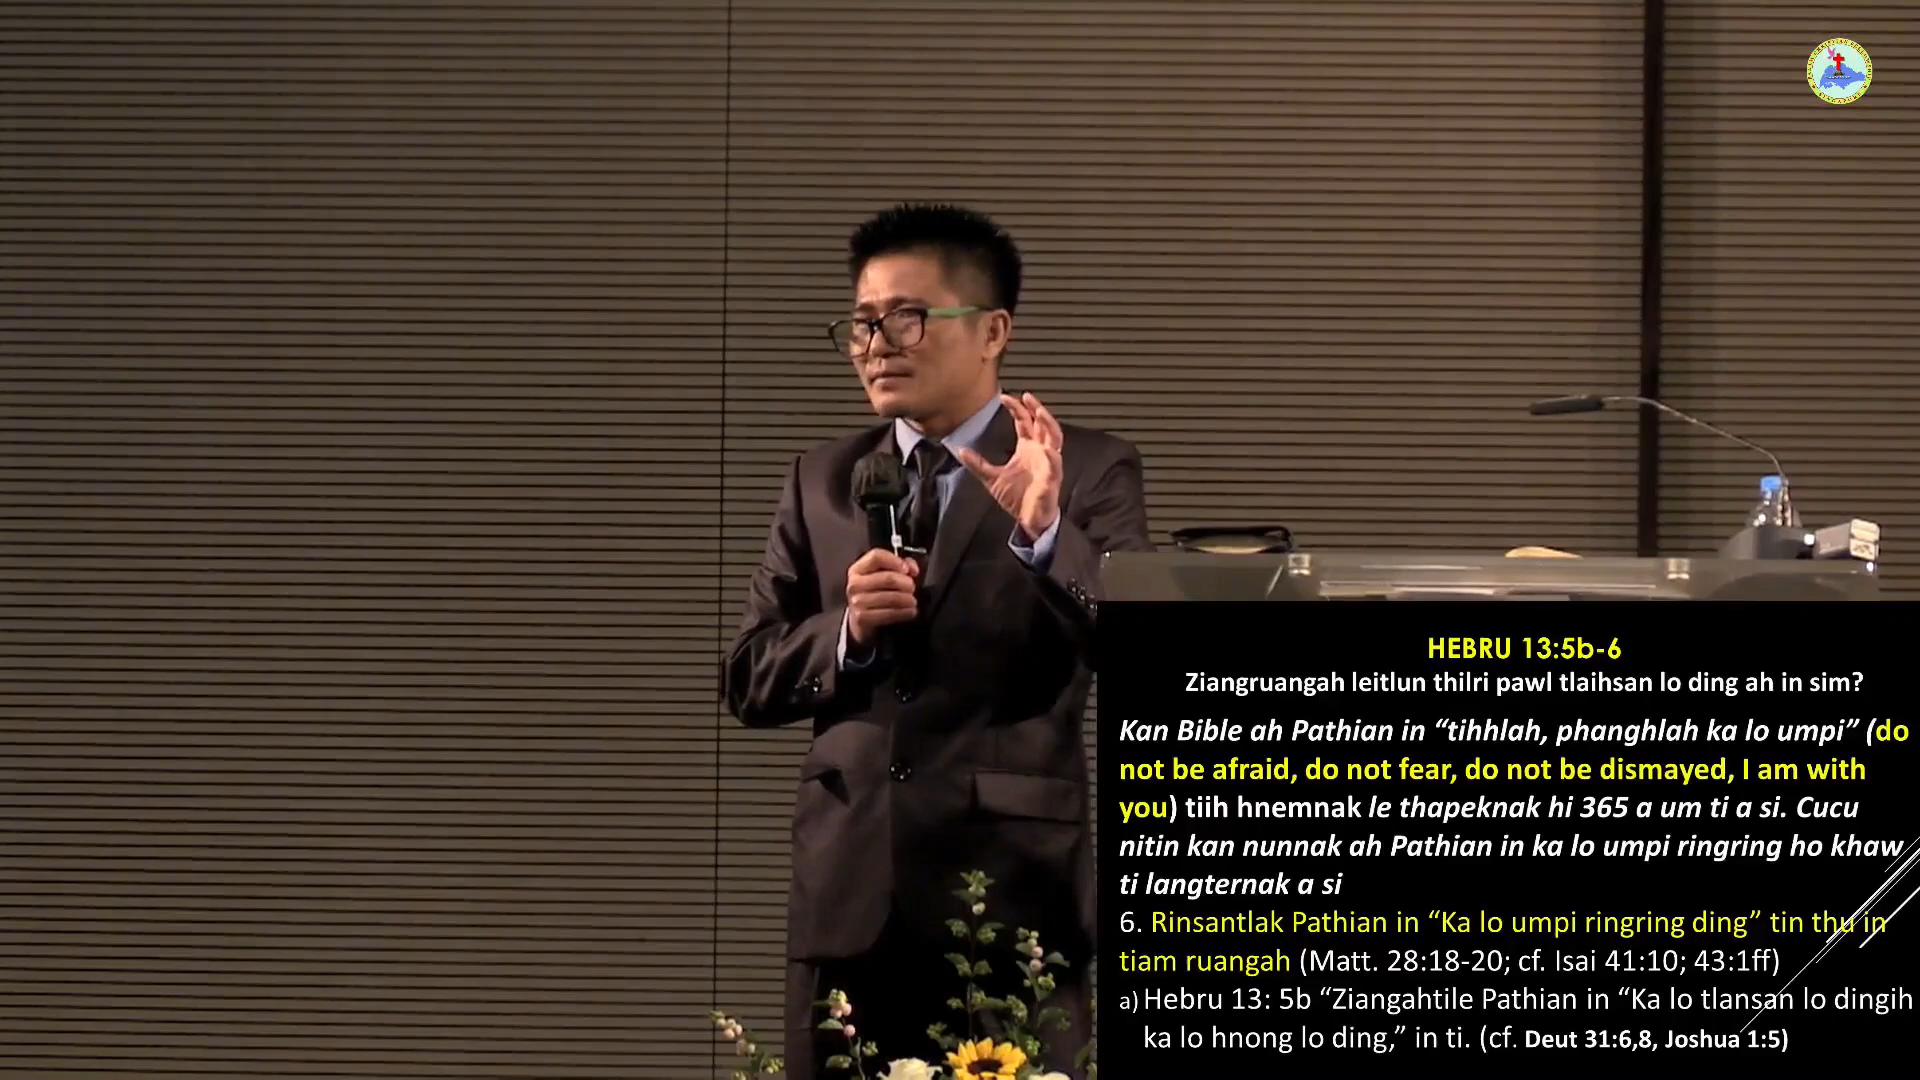 HEBRU 13:5b-6
Ziangruangah leitlun thilri pawl tlaihsan lo ding ah in sim?
Kan Bible ah Pathian in “tihhlah, phanghlah ka lo umpi” (do
not be afraid, do not fear, do not be dismayed, I am with
you) tiih hnemnak le thapeknak hi 365 a um ti a si. Cucu
nitin kan nunnak ah Pathian in ka lo umpi ringring ho khaw
ti langternak a si
6. Rinsantlak Pathian in “Ka lo umpi ringring ding” tin thu in
tiam ruangah (Matt. 28:18-20; cf. Isai 41:10; 43:1ff)
a) Hebru 13: 5b “Ziangahtile Pathian in “Ka lo tlansan lo dingih
ka lo hnong lo ding,” in ti. (cf. Deut 31:6,8, Joshua 1:5)